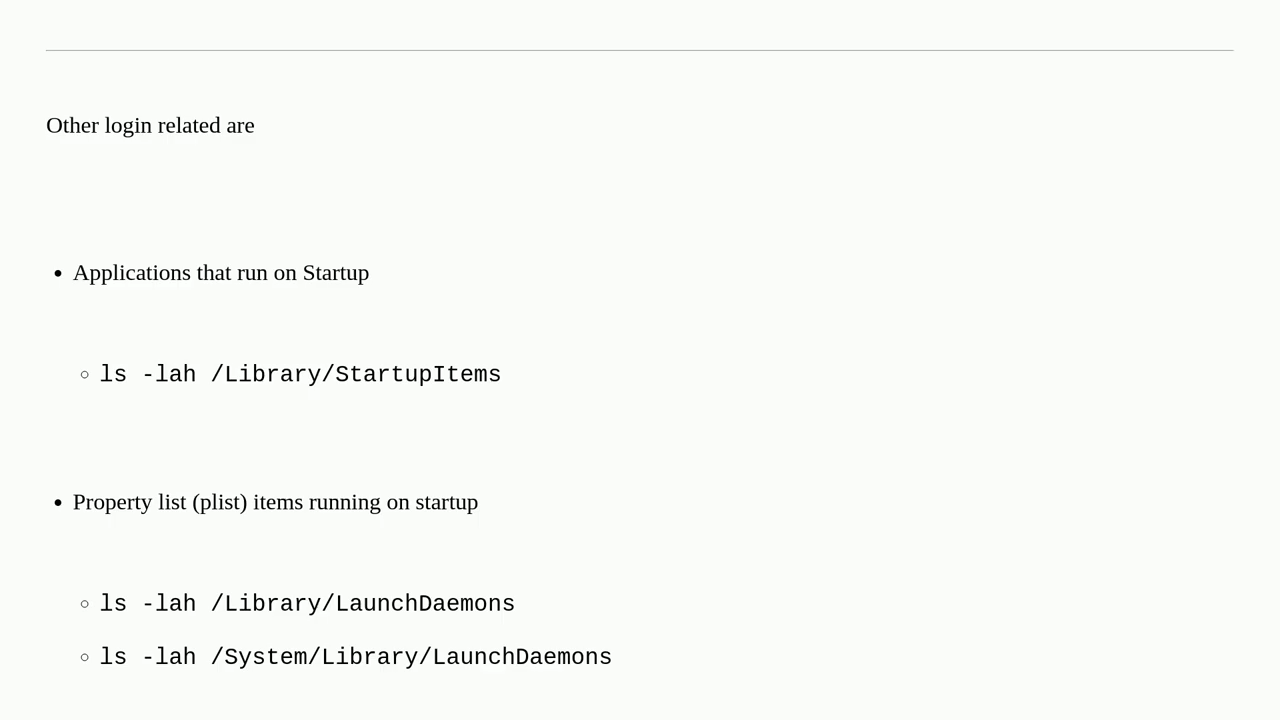 Other login related are
Applications that run on Startup
ls -lah /Library/StartupItems
Property list (plist) items running on startup
ls -lah /Library/LaunchDaemons
ls -lah /System/Library/LaunchDaemons